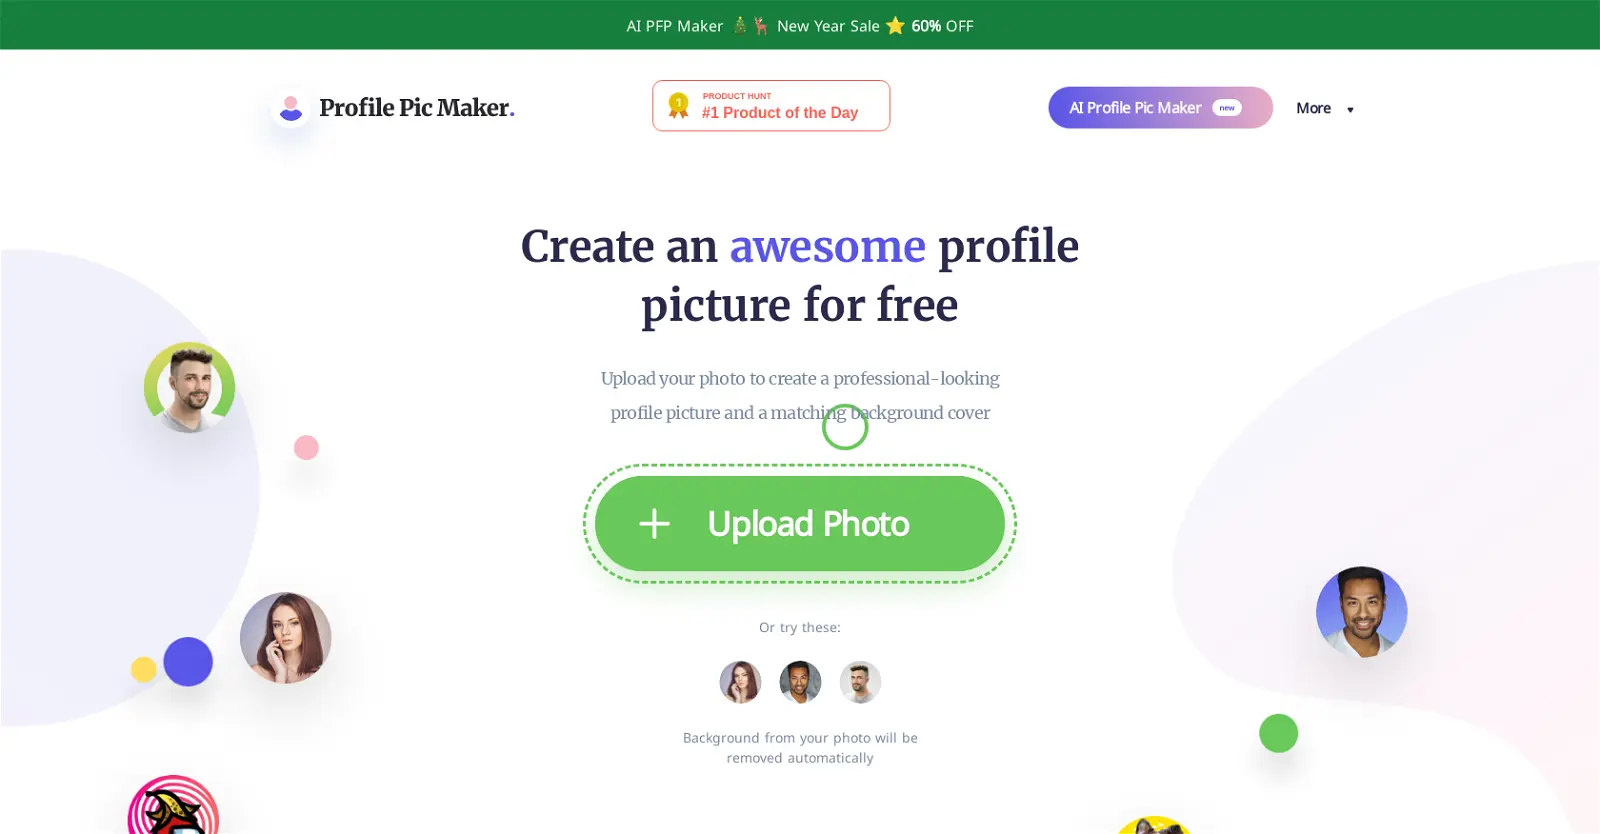 AI PFP Maker 🎄🦌 New Year Sale ⭐ 60% OFF
Profile Pic Maker.
1
PRODUCT HUNT
#1 Product of the Day
AI Profile Pic Maker new
More
Create an awesome profile
picture for free
Upload your photo to create a professional-looking
profile picture and a matching background cover
+ Upload Photo
Or try these:
Background from your photo will be
removed automatically